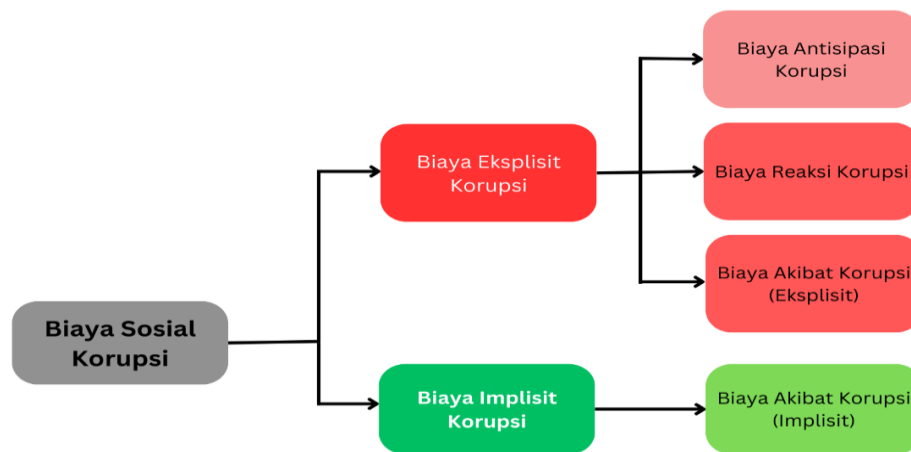 Biaya Antisipasi
Korupsi
Biaya Eksplisit
Korupsi
Biaya Reaksi Korupsi
Biaya Akibat Korupsi
(Eksplisit)
Biaya Sosial
Korupsi
Biaya Implisit
Korupsi
Biaya Akibat Korupsi
(Implisit)